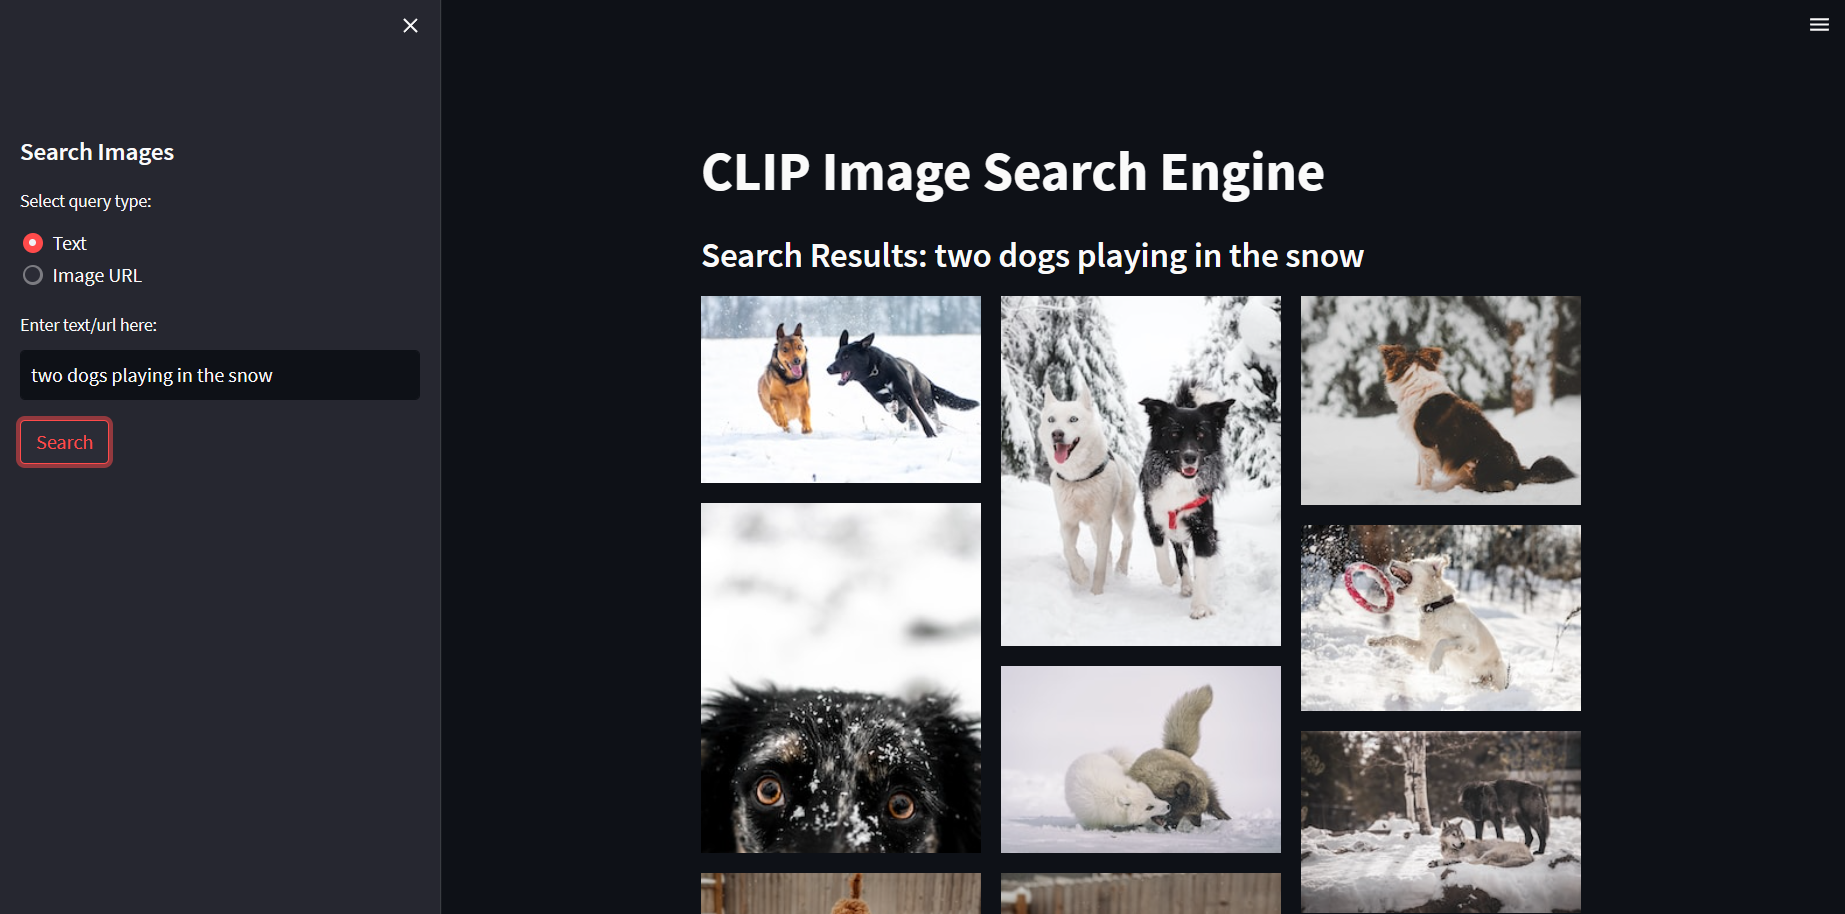 Search Images
Select query type:
Text
Image URL
Enter text/url here:
two dogs playing in the snow
Search
CLIP Image Search Engine
Search Results: two dogs playing in the snow